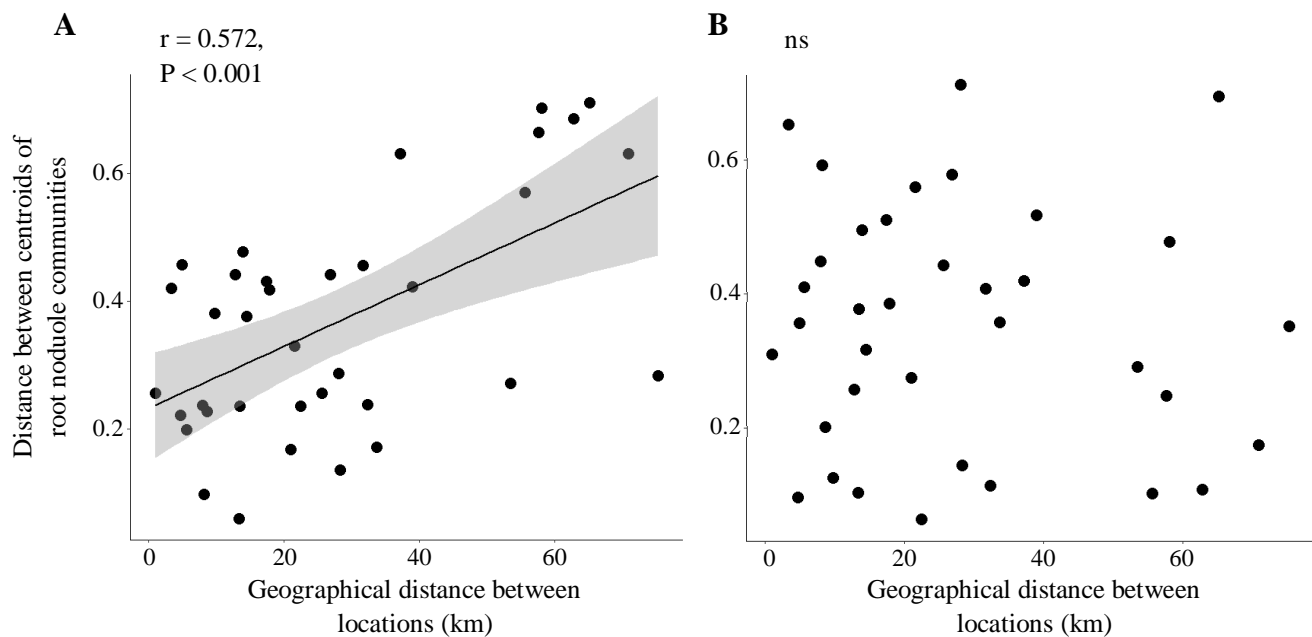 A
r = 0.572,
P < 0.001
Distance between centroids of
root noduole communities
0.6
0.4
0.2
0
20
40
60
Geographical distance between
locations (km)
B
ns
0.6
0.4
0.2
0
20
40
60
Geographical distance between
locations (km)